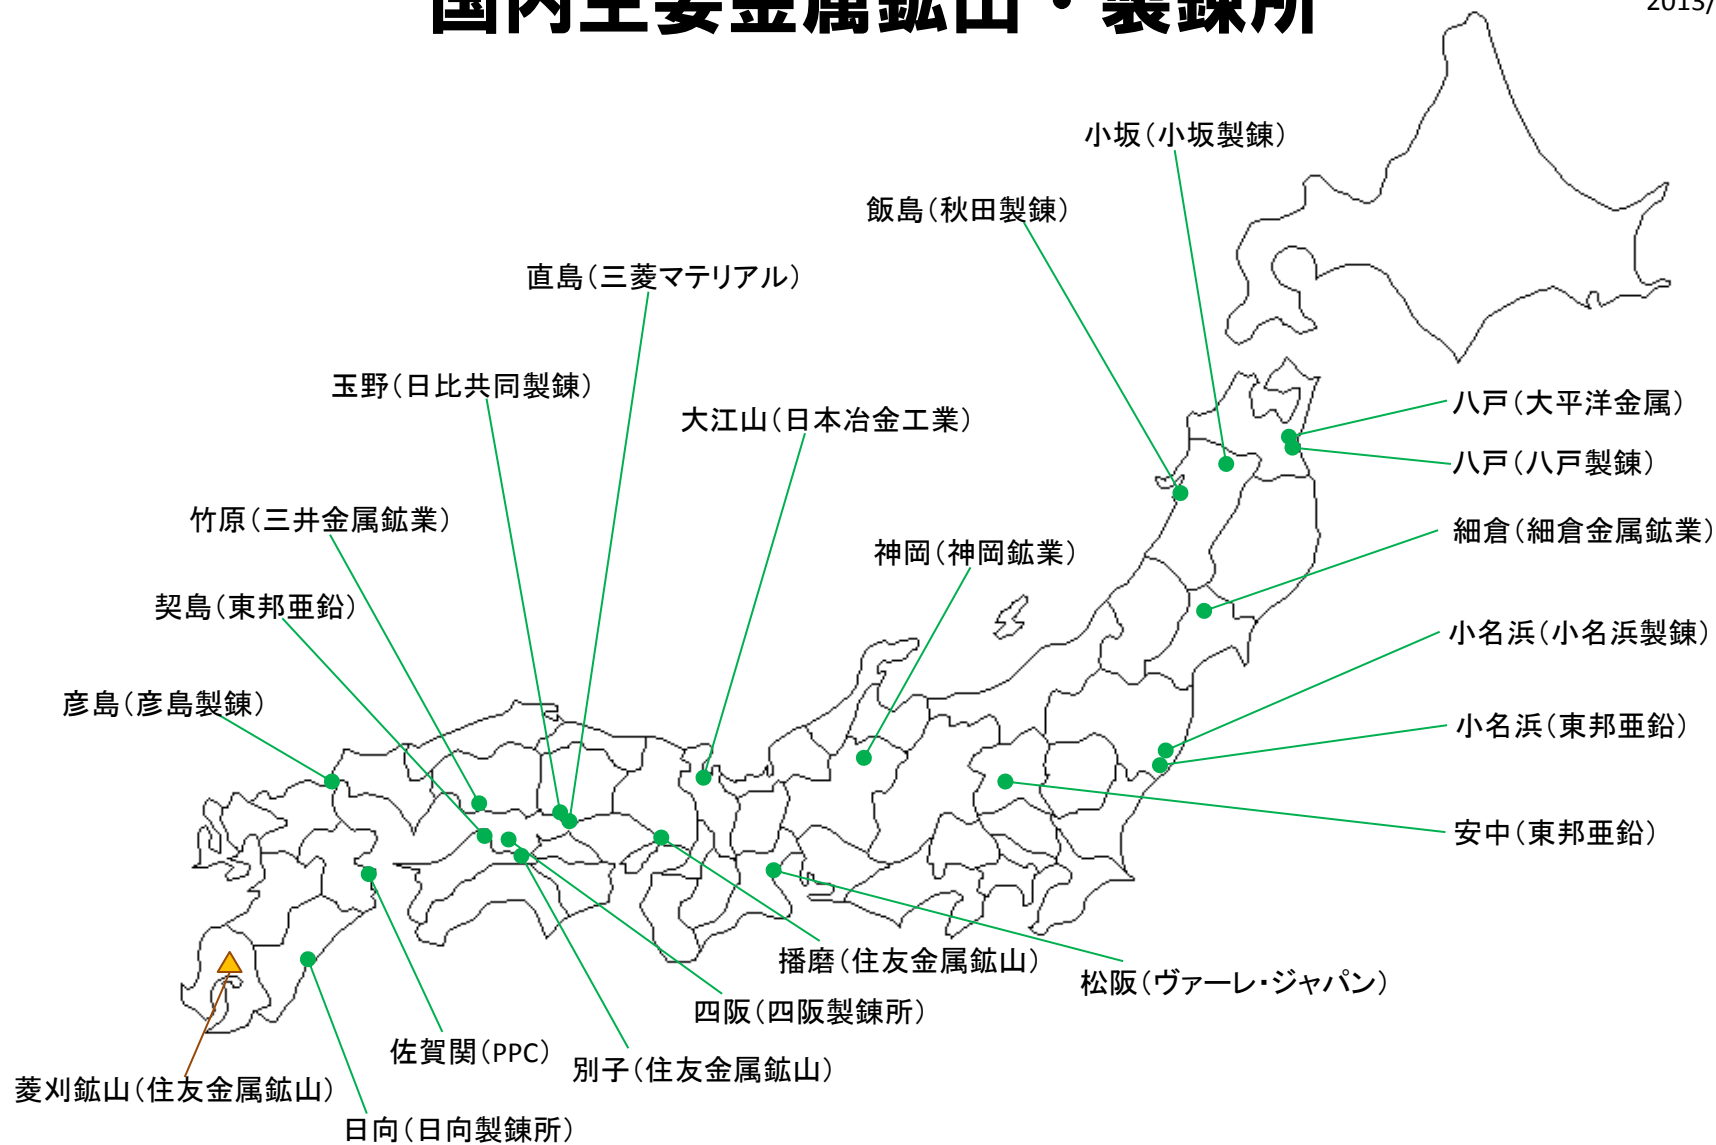 国内主要金属鉱山・製錬所
2013/
小坂(小坂製錬)
飯島(秋田製錬)
直島(三菱マテリアル)
玉野(日比共同製錬)
大江山(日本冶金工業)
八戸(大平洋金属)
八戸(八戸製錬)
竹原(三井金属鉱業)
細倉(細倉金属鉱業)
神岡(神岡鉱業)
契島(東邦亜鉛)
小名浜(小名浜製錬)
彦島(彦島製錬)
小名浜(東邦亜鉛)
安中(東邦亜鉛)
播磨(住友金属鉱山)
松阪(ヴァーレ・ジャパン)
四阪(四阪製錬所)
佐賀関(PPC)
別子(住友金属鉱山)
菱刈鉱山(住友金属鉱山)
日向(日向製錬所)